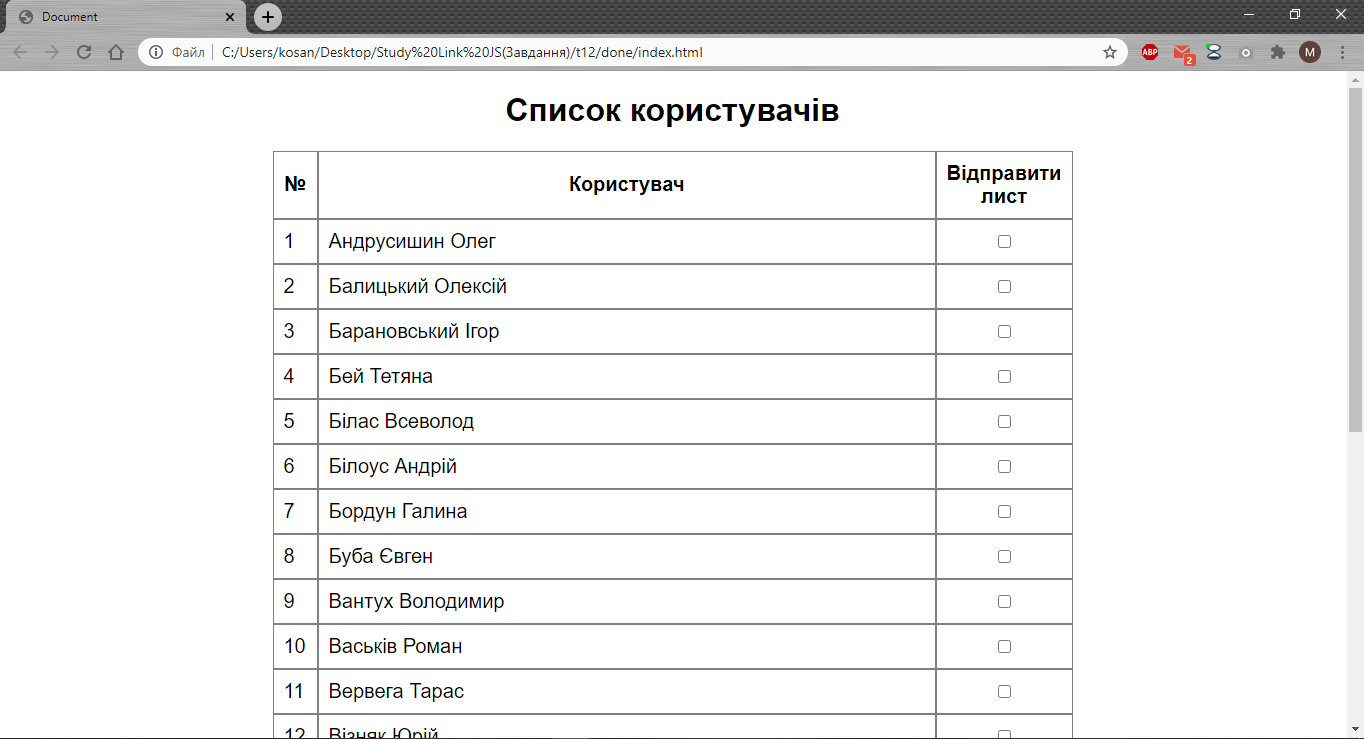 Document
Файл
C:/Users/kosan/Desktop/Study%20Link%20JS(Завдання)/t12/done/index.html
ABP
2
M
Список користувачів
№ Користувач Відправити
лист
1 Андрусишин Олег
2 Балицький Олексій
3 Барановський Ігор
4 Бей Тетяна
5 Білас Всеволод
6 Білоус Андрій
7 Бордун Галина
8 Буба Євген
9 Вантух Володимир
10 Васьків Роман
11 Вервега Тарас
12 Візняк Юрій